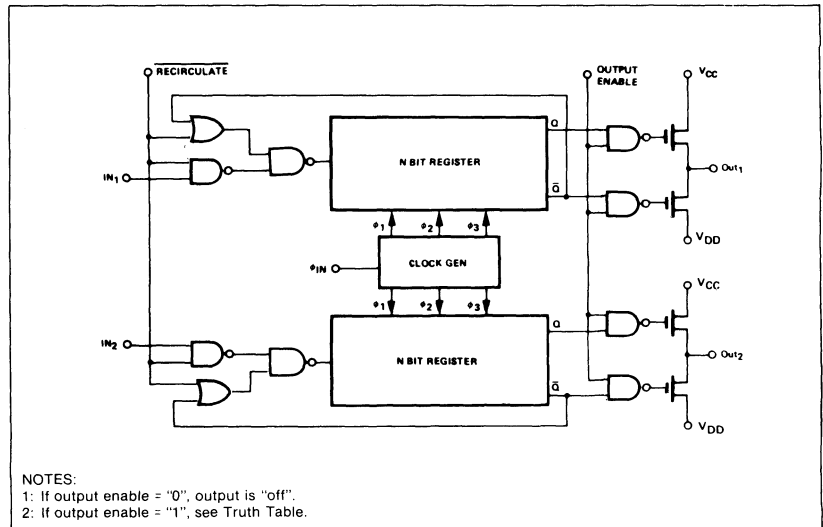 RECIRCULATE
OUTPUT
ENABLE
VCC
Q
N BIT REGISTER
IN1
Out1
Q̄
VDD
ϕ1 ϕ2 ϕ3
ϕIN
CLOCK GEN
VCC
ϕ1 ϕ2 ϕ3
Q
IN2
N BIT REGISTER
Out2
Q̄
VDD
NOTES:
1: If output enable = "0", output is "off".
2: If output enable = "1", see Truth Table.